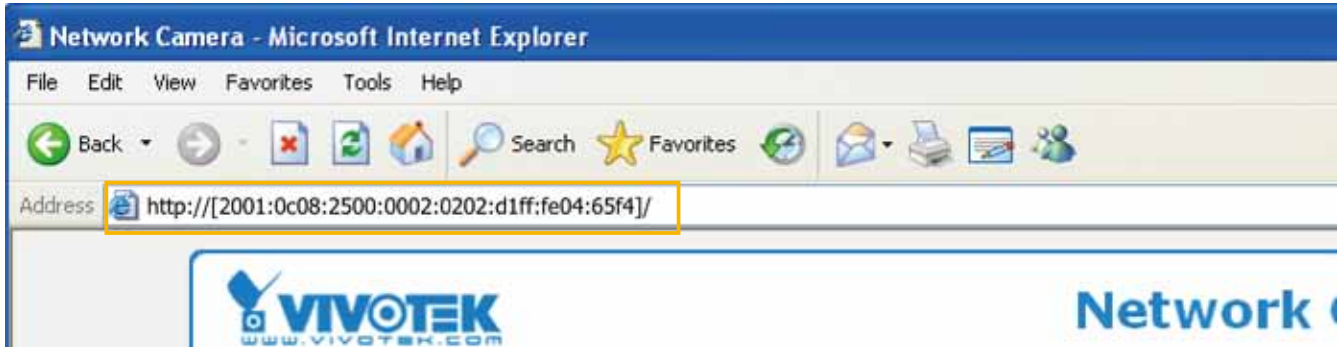 Network Camera - Microsoft Internet Explorer
File Edit View Favorites Tools Help
Back Search Favorites
Address http://[2001:0c08:2500:0002:0202:d1ff:fe04:65f4]/
VIVOTEK Network
WWW.VIVOTEK.COM